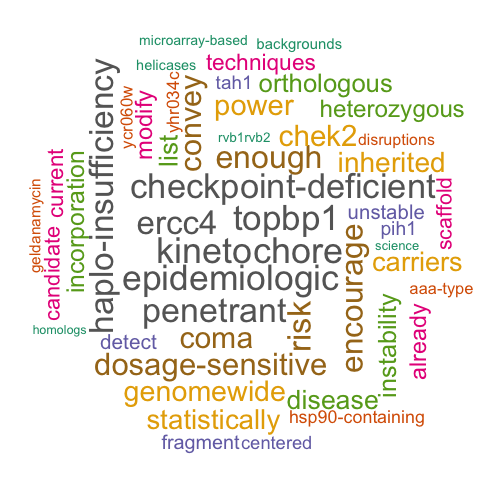 microarray-based
backgrounds
helicases
techniques
tah1
orthologous
ycr060w
modify
yhr034c
list
convey
power
heterozygous
haplo-insufficiency
rvb1rvb2
chek2
disruptions
enough
inherited
geldanamycin
candidate
current
incorporation
checkpoint-deficient
scaffold
ercc4
topbp1
unstable
pih1
kinetochore
science
encourage
carriers
epidemiologic
aaa-type
penetrant
risk
instability
already
homologs
detect
coma
dosage-sensitive
genomewide
disease
statistically
hsp90-containing
fragment
centered